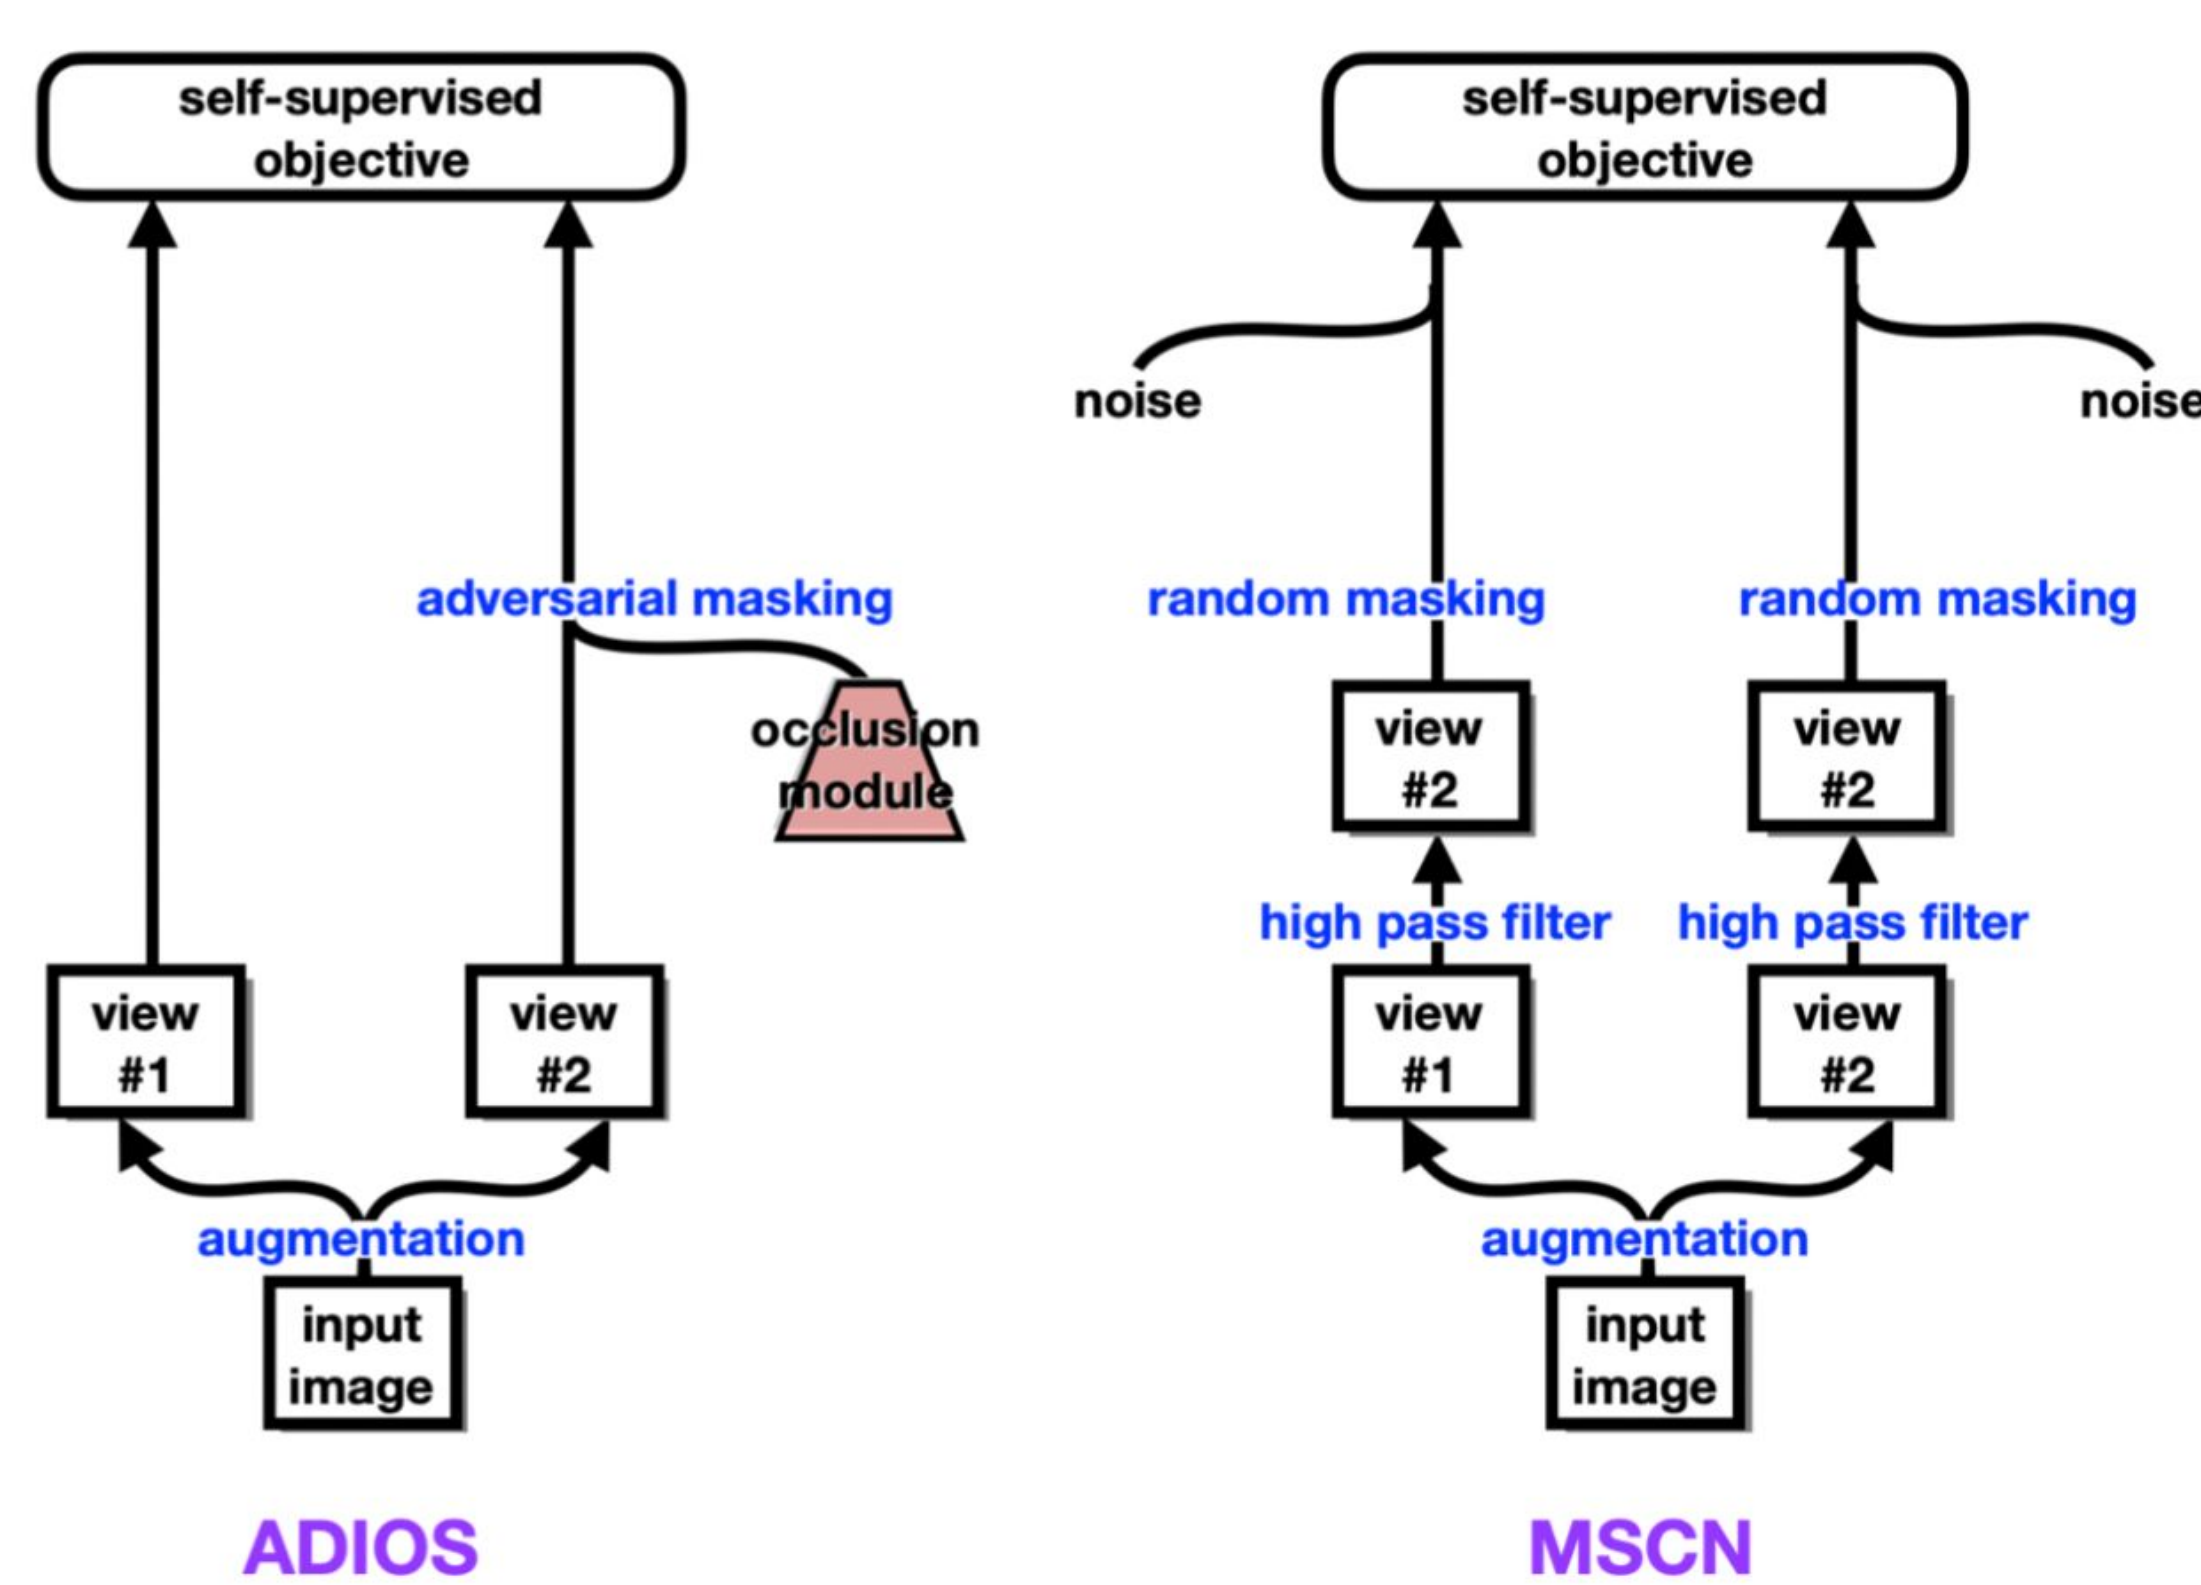 self-supervised
objective
adversarial masking
occlusion
module
view
#1
view
#2
augmentation
input
image
ADIOS
self-supervised
objective
noise
noise
random masking
random masking
view
#2
view
#2
high pass filter
high pass filter
view
#1
view
#2
augmentation
input
image
MSCN